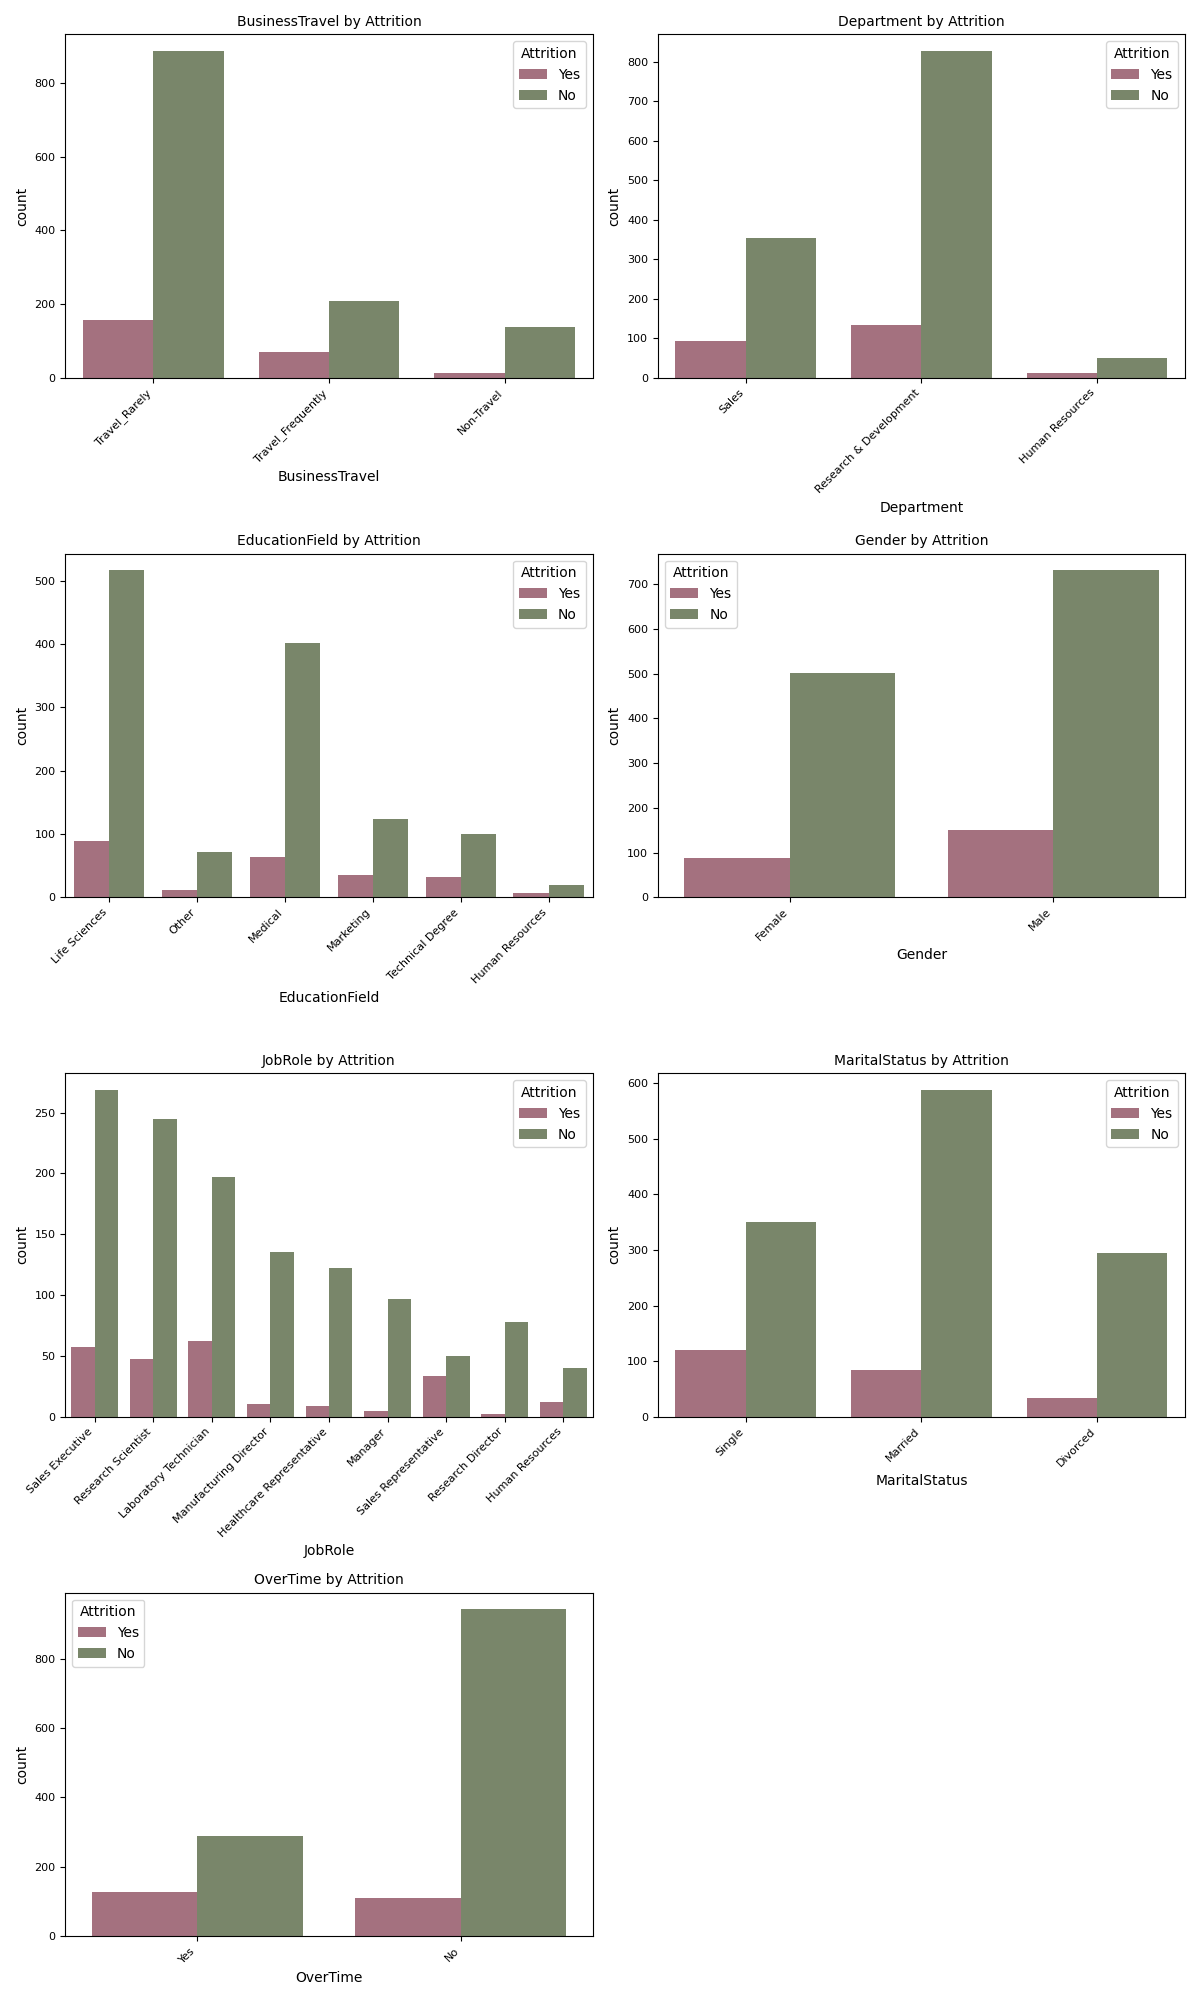 BusinessTravel by Attrition
count
800
600
400
200
0
Attrition
Yes
No
Travel_Rarely
Travel_Frequently
Non-Travel
BusinessTravel
Department by Attrition
count
800
700
600
500
400
300
200
100
0
Attrition
Yes
No
Sales
Research & Development
Human Resources
Department
EducationField by Attrition
count
500
400
300
200
100
0
Attrition
Yes
No
Life Sciences
Other
Medical
Marketing
Technical Degree
Human Resources
EducationField
Gender by Attrition
count
700
600
500
400
300
200
100
0
Attrition
Yes
No
Female
Male
Gender
JobRole by Attrition
count
250
200
150
100
50
0
Attrition
Yes
No
Sales Executive
Research Scientist
Laboratory Technician
Manufacturing Director
Healthcare Representative
Manager
Sales Representative
Research Director
Human Resources
JobRole
MaritalStatus by Attrition
count
600
500
400
300
200
100
0
Attrition
Yes
No
Single
Married
Divorced
MaritalStatus
OverTime by Attrition
count
800
600
400
200
0
Attrition
Yes
No
Yes
No
OverTime